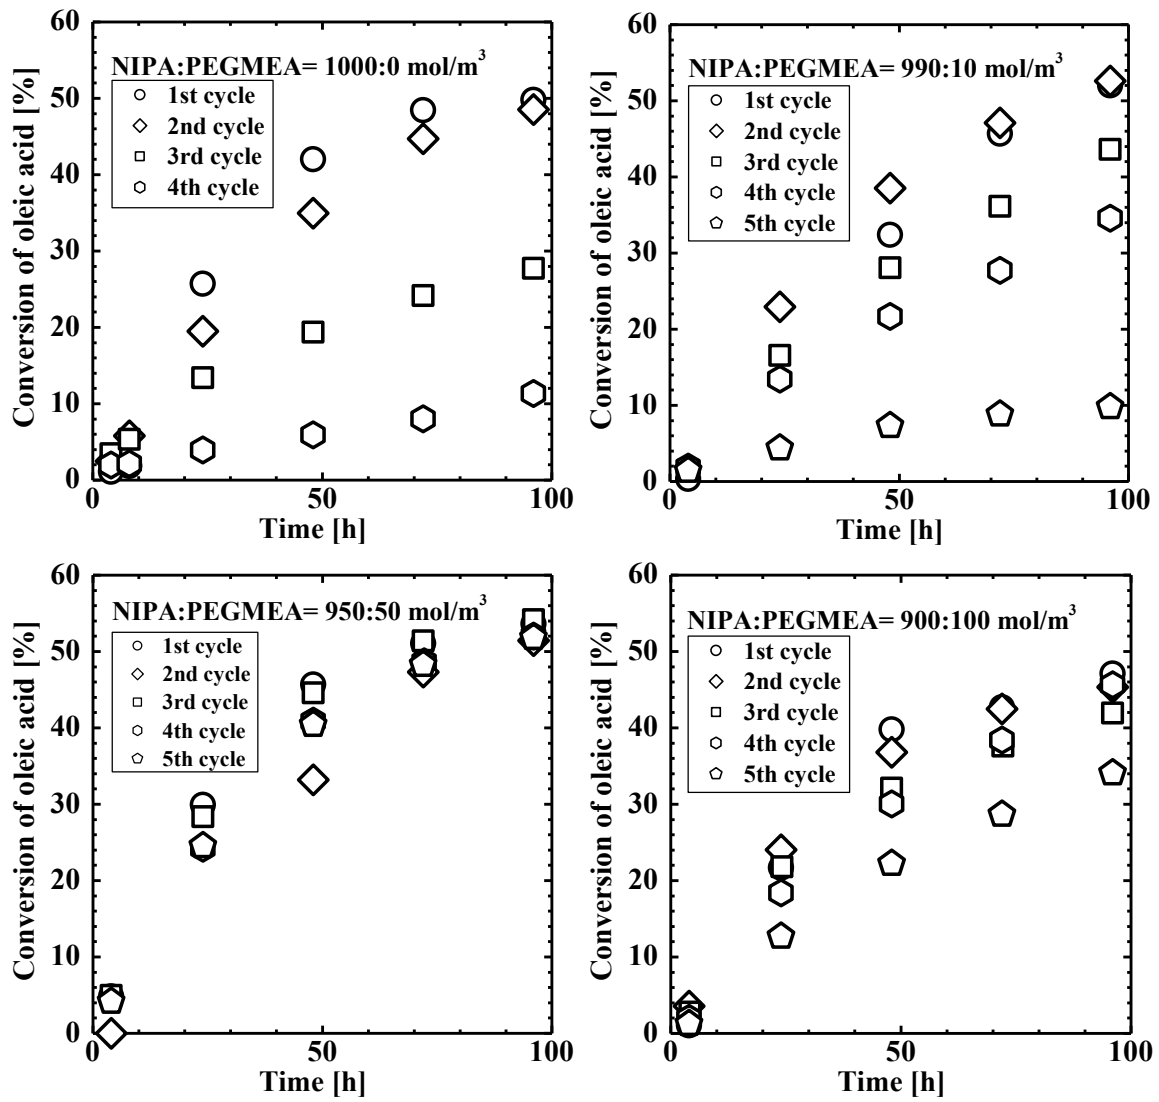 60
50
40
30
20
10
0
Conversion of oleic acid [%]
NIPA:PEGMEA= 1000:0 mol/m³
1st cycle
2nd cycle
3rd cycle
4th cycle
0 50 100
Time [h]
60
50
40
30
20
10
0
Conversion of oleic acid [%]
NIPA:PEGMEA= 990:10 mol/m³
1st cycle
2nd cycle
3rd cycle
4th cycle
5th cycle
0 50 100
Time [h]
60
50
40
30
20
10
0
Conversion of oleic acid [%]
NIPA:PEGMEA= 950:50 mol/m³
1st cycle
2nd cycle
3rd cycle
4th cycle
5th cycle
0 50 100
Time [h]
60
50
40
30
20
10
0
Conversion of oleic acid [%]
NIPA:PEGMEA= 900:100 mol/m³
1st cycle
2nd cycle
3rd cycle
4th cycle
5th cycle
0 50 100
Time [h]